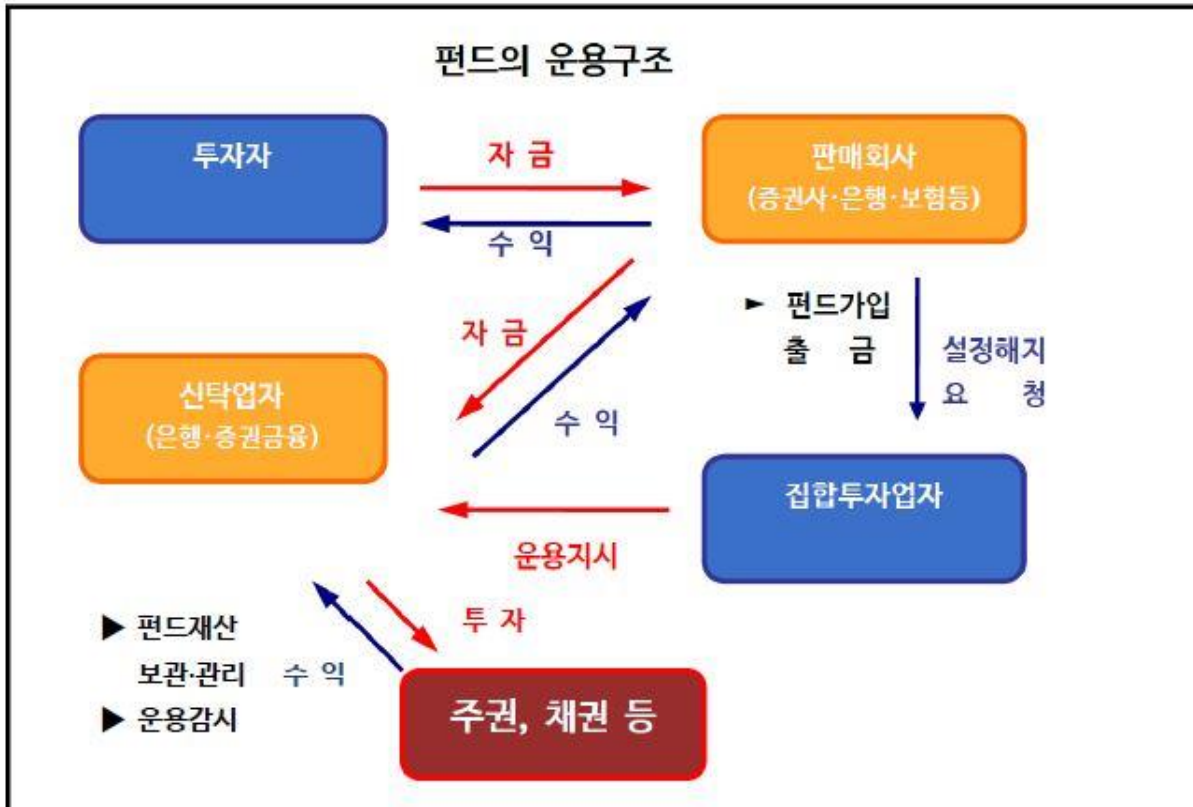 펀드의 운용구조
투자자
자 금
판매회사
(증권사·은행·보험등)
수 익
► 펀드가입
출 금
설정해지
요 청
자 금
신탁업자
(은행·증권금융)
수 익
집합투자업자
운용지시
투 자
▶ 펀드재산
보관·관리
수 익
▶ 운용감시
주권, 채권 등